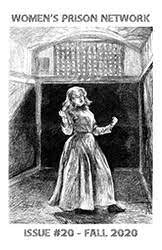 WOMEN'S PRISON NETWORK
ISSUE #20 - FALL 2020